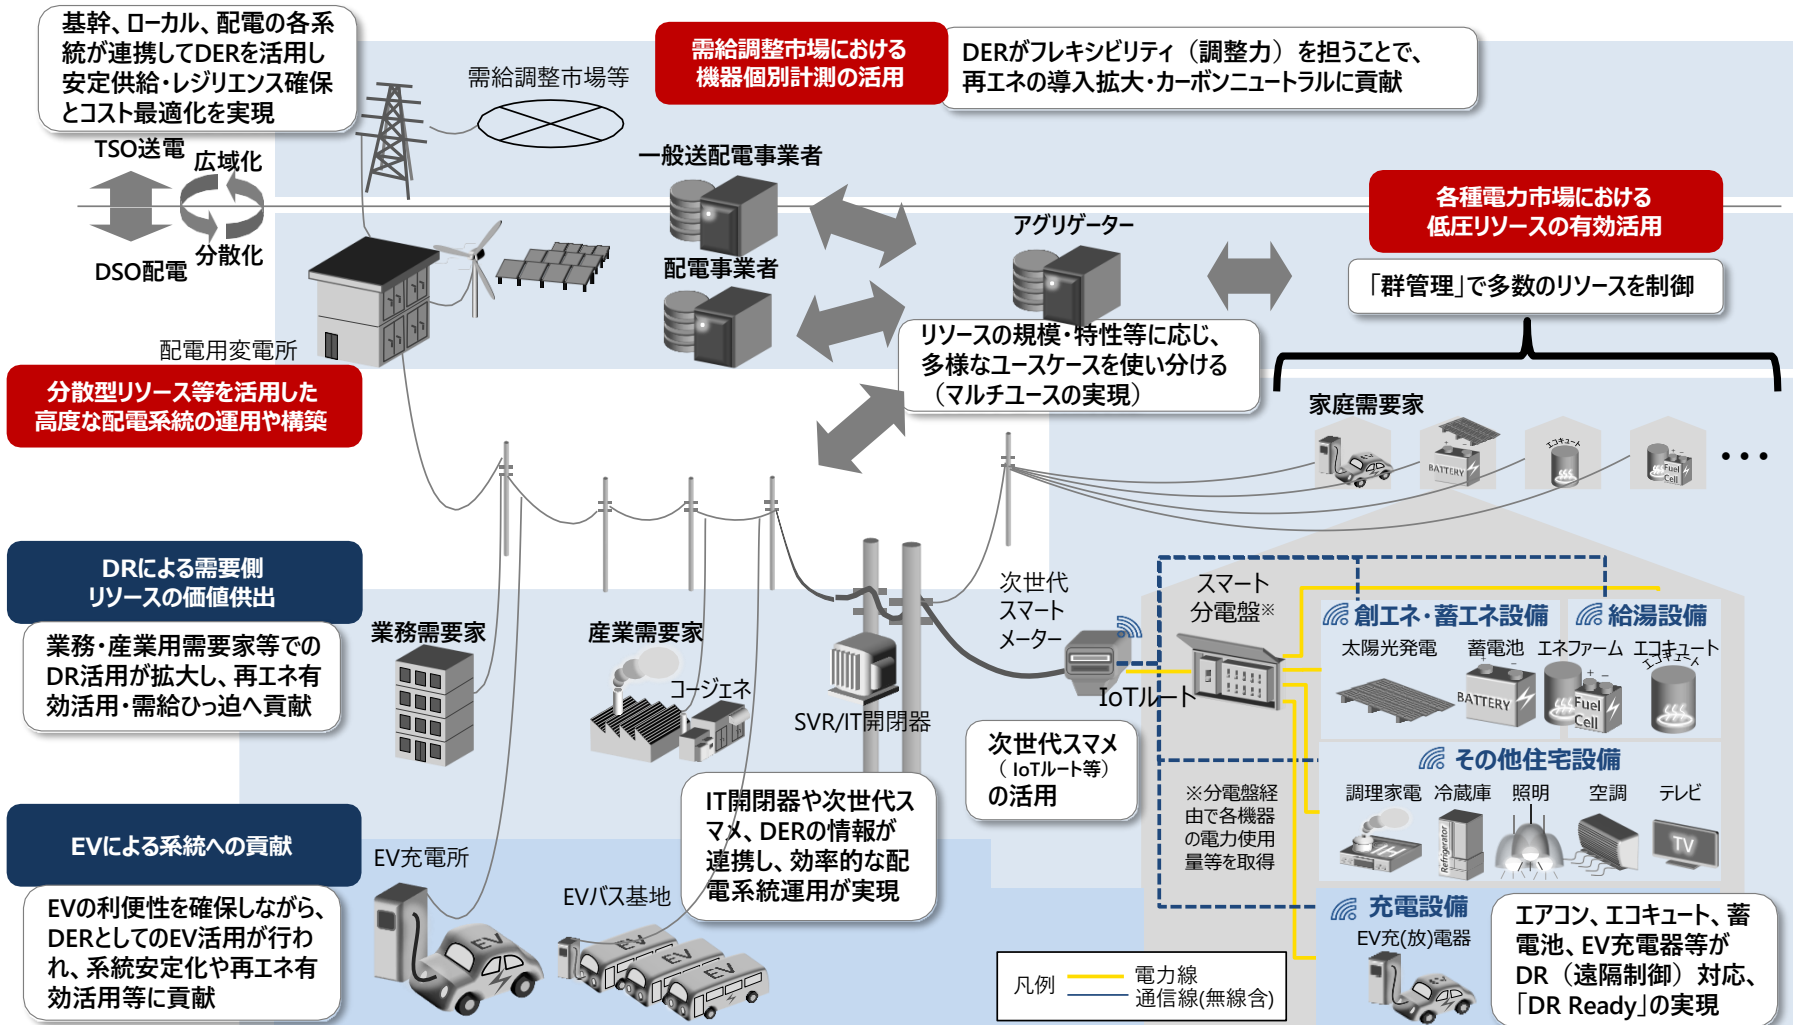 基幹、ローカル、配電の各系
統が連携してDERを活用し
安定供給・レジリエンス確保
とコスト最適化を実現
需給調整市場等
需給調整市場における
機器個別計測の活用
DERがフレキシビリティ（調整力）を担うことで、
再エネの導入拡大・カーボンニュートラルに貢献
TSO送電
広域化
分散化
DSO配電
一般送配電事業者
配電事業者
アグリゲーター
各種電力市場における
低圧リソースの有効活用
「群管理」で多数のリソースを制御
リソースの規模・特性等に応じ、
多様なユースケースを使い分ける
（マルチユースの実現）
配電用変電所
分散型リソース等を活用した
高度な配電系統の運用や構築
家庭需要家
BATTERY
エコキュート
Fuel
Cell
•••
DRによる需要側
リソースの価値供出
業務・産業用需要家等での
DR活用が拡大し、再エネ有
効活用・需給ひっ迫へ貢献
業務需要家
産業需要家
コージェネ
SVR/IT開閉器
次世代
スマート
メーター
IoTルート
スマート
分電盤※
創エネ・蓄エネ設備
給湯設備
太陽光発電
蓄電池
エネファーム
エコキュート
BATTERY
Fuel
Cell
エコキュート
次世代スマメ
（ IoTルート等）
の活用
※分電盤経
由で各機器
の電力使用
量等を取得
その他住宅設備
調理家電
冷蔵庫
照明
空調
テレビ
IH
Refrigerator
TV
IT開閉器や次世代ス
マメ、DERの情報が
連携し、効率的な配
電系統運用が実現
EVによる系統への貢献
EVの利便性を確保しながら、
DERとしてのEV活用が行わ
れ、系統安定化や再エネ有
効活用等に貢献
EV充電所
EV
EVバス基地
EV
EV
EV
充電設備
EV充(放)電器
エアコン、エコキュート、蓄
電池、EV充電器等が
DR（遠隔制御）対応、
「DR Ready」の実現
凡例
電力線
通信線(無線含)